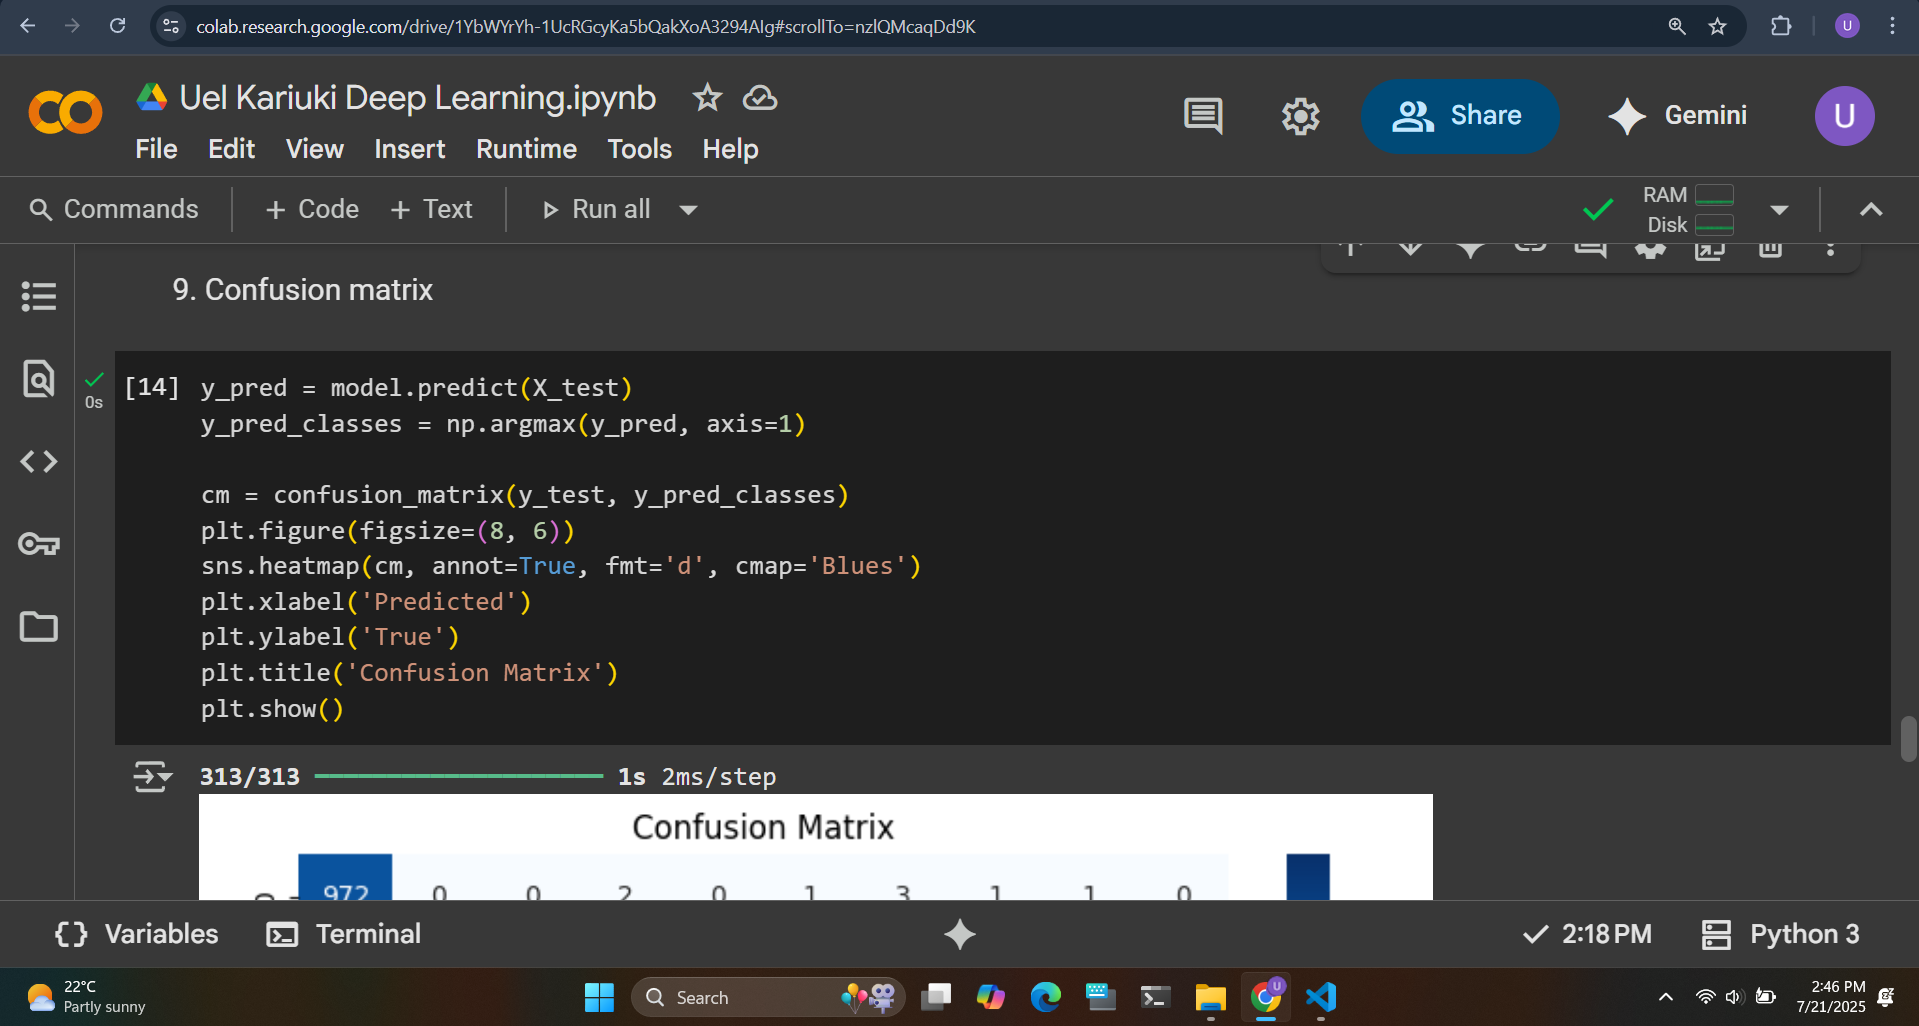 colab.research.google.com/drive/1YbWYrYh-1UcRGcyKa5bQakXoA3294AIg#scrollTo=nzlQMcaqDd9K
U
Uel Kariuki Deep Learning.ipynb
File Edit View Insert Runtime Tools Help
Share
Gemini
U
Commands
+ Code + Text
Run all
RAM
Disk
9. Confusion matrix
0s
[14] y_pred = model.predict(X_test)
y_pred_classes = np.argmax(y_pred, axis=1)
cm = confusion_matrix(y_test, y_pred_classes)
plt.figure(figsize=(8, 6))
sns.heatmap(cm, annot=True, fmt='d', cmap='Blues')
plt.xlabel('Predicted')
plt.ylabel('True')
plt.title('Confusion Matrix')
plt.show()
313/313 1s 2ms/step
Confusion Matrix
972 0 0 2 0 1 3 1 1 0
{} Variables
Terminal
2:18 PM
Python 3
22°C
Partly sunny
Search
U
2:46 PM
7/21/2025